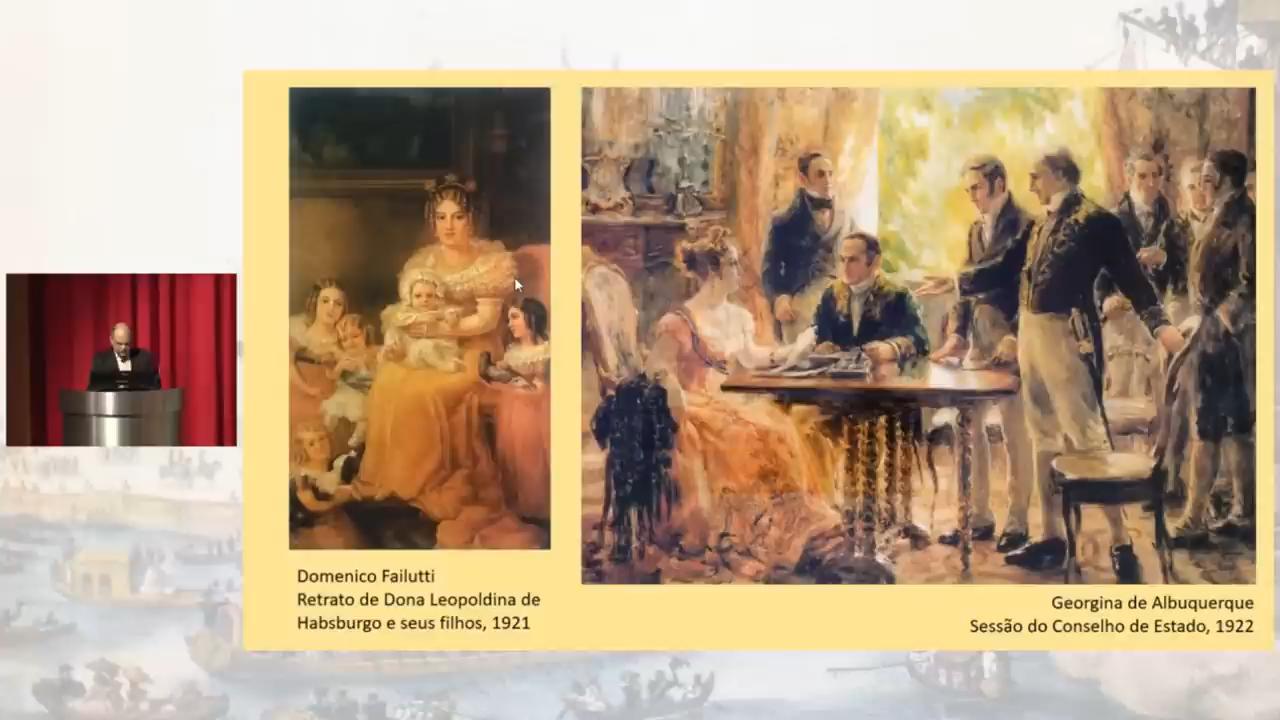 Domenico Failutti
Retrato de Dona Leopoldina de
Habsburgo e seus filhos, 1921
Georgina de Albuquerque
Sessão do Conselho de Estado, 1922